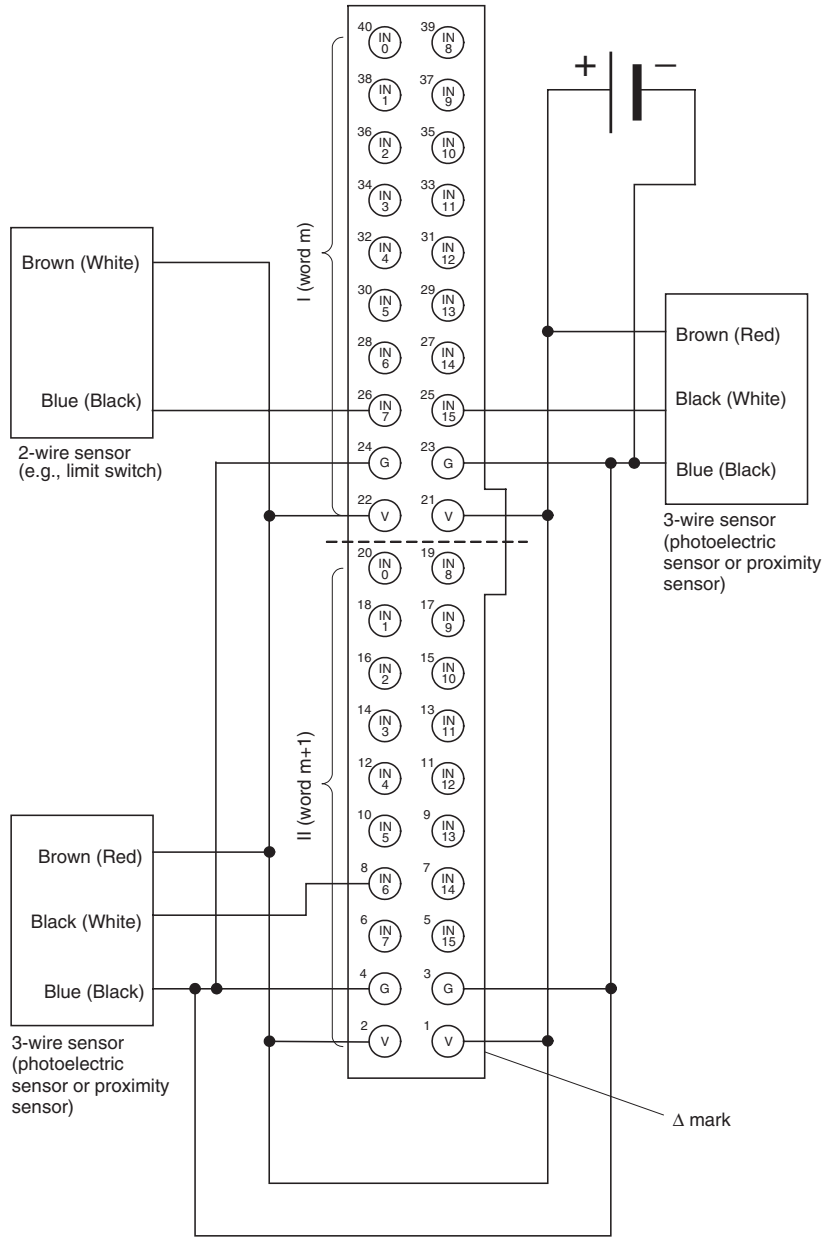 40 IN 0 39 IN 8
38 IN 1 37 IN 9
36 IN 2 35 IN 10
34 IN 3 33 IN 11
32 IN 4 31 IN 12
30 IN 5 29 IN 13
28 IN 6 27 IN 14
26 IN 7 25 IN 15
24 G 23 G
22 V 21 V
20 IN 0 19 IN 8
18 IN 1 17 IN 9
16 IN 2 15 IN 10
14 IN 3 13 IN 11
12 IN 4 11 IN 12
10 IN 5 9 IN 13
8 IN 6 7 IN 14
6 IN 7 5 IN 15
4 G 3 G
2 V 1 V
I (word m)
II (word m+1)
+ −
Brown (White)
Blue (Black)
2-wire sensor
(e.g., limit switch)
Brown (Red)
Black (White)
Blue (Black)
3-wire sensor
(photoelectric
sensor or proximity
sensor)
Brown (Red)
Black (White)
Blue (Black)
3-wire sensor
(photoelectric
sensor or proximity
sensor)
Δ mark